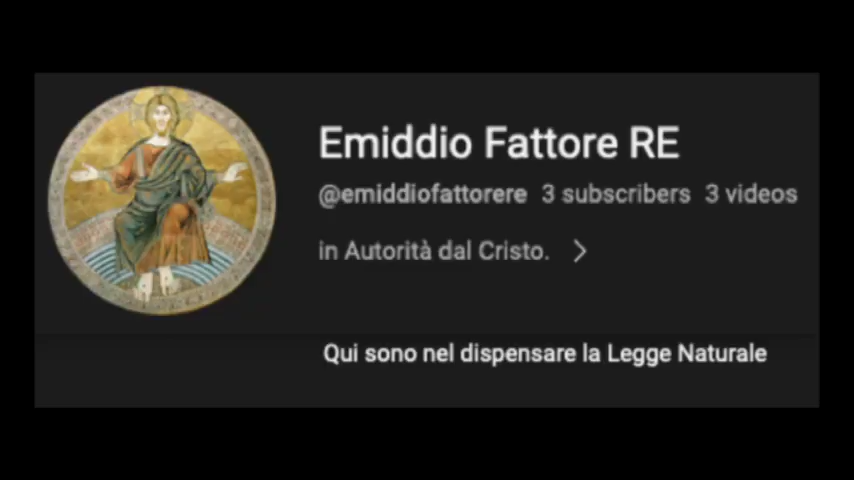 Emiddio Fattore RE
@emiddiofattorere 3 subscribers 3 videos
in Autorità dal Cristo.
Qui sono nel dispensare la Legge Naturale